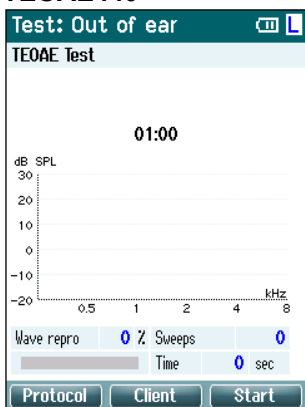 Test: Out of ear L
TEOAE Test
01:00
dB SPL
30
20
10
0
-10
-20
kHz
0.5 1 2 4 8
Wave repro 0 % Sweeps 0
Time 0 sec
Protocol Client Start